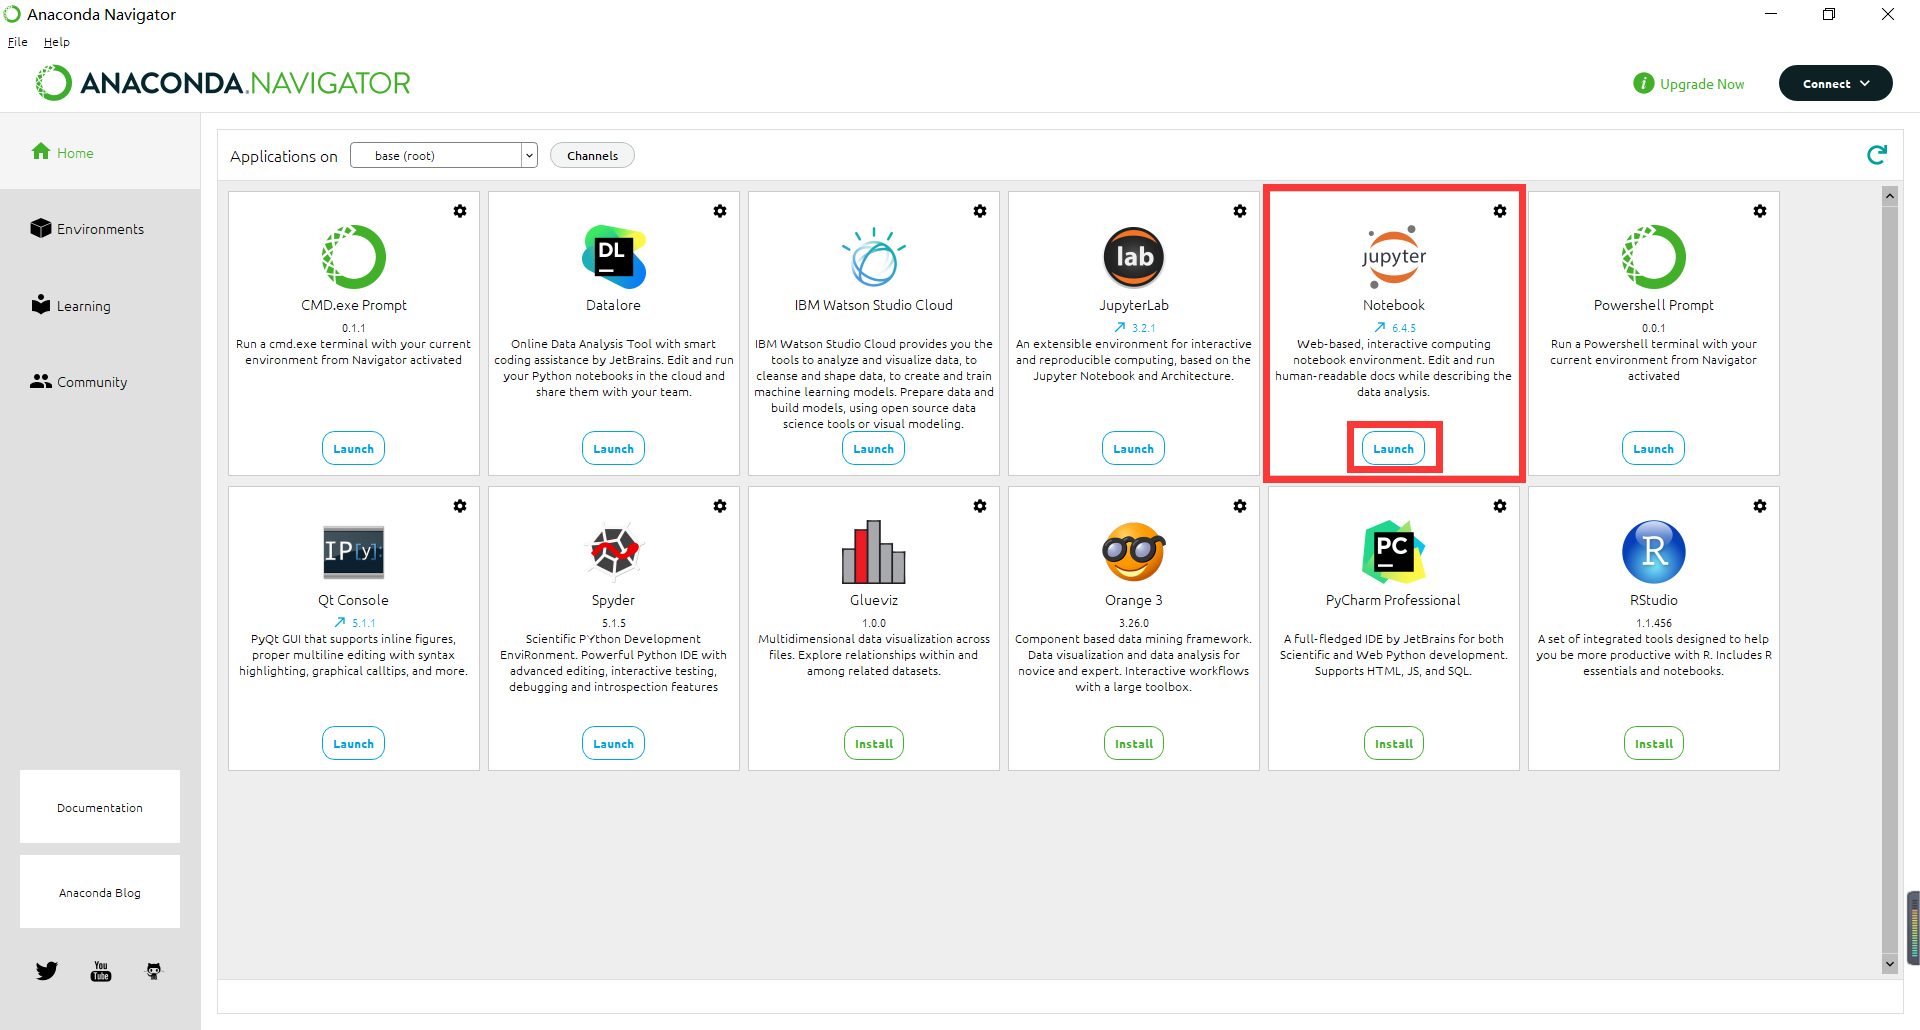 Anaconda Navigator
File Help
ANACONDA.NAVIGATOR
i Upgrade Now
Connect
Home
Environments
Learning
Community
Documentation
Anaconda Blog
You
Tube
Applications on
base (root)
Channels
CMD.exe Prompt
0.1.1
Run a cmd.exe terminal with your current
environment from Navigator activated
Launch
DL
Datalore
Online Data Analysis Tool with smart
coding assistance by JetBrains. Edit and run
your Python notebooks in the cloud and
share them with your team.
Launch
IBM Watson Studio Cloud
IBM Watson Studio Cloud provides you the
tools to analyze and visualize data, to
cleanse and shape data, to create and train
machine learning models. Prepare data and
build models, using open source data
science tools or visual modeling.
Launch
lab
JupyterLab
3.2.1
An extensible environment for interactive
and reproducible computing, based on the
Jupyter Notebook and Architecture.
Launch
jupyter
Notebook
6.4.5
Web-based, interactive computing
notebook environment. Edit and run
human-readable docs while describing the
data analysis.
Launch
Powershell Prompt
0.0.1
Run a Powershell terminal with your
current environment from Navigator
activated
Launch
IP[y]:
Qt Console
5.1.1
PyQt GUI that supports inline figures,
proper multiline editing with syntax
highlighting, graphical calltips, and more.
Launch
Spyder
5.1.5
Scientific PYthon Development
EnviRonment. Powerful Python IDE with
advanced editing, interactive testing,
debugging and introspection features
Launch
Glueviz
1.0.0
Multidimensional data visualization across
files. Explore relationships within and
among related datasets.
Install
Orange 3
3.26.0
Component based data mining framework.
Data visualization and data analysis for
novice and expert. Interactive workflows
with a large toolbox.
Install
PC
PyCharm Professional
A full-fledged IDE by JetBrains for both
Scientific and Web Python development.
Supports HTML, JS, and SQL.
Install
R
RStudio
1.1.456
A set of integrated tools designed to help
you be more productive with R. Includes R
essentials and notebooks.
Install